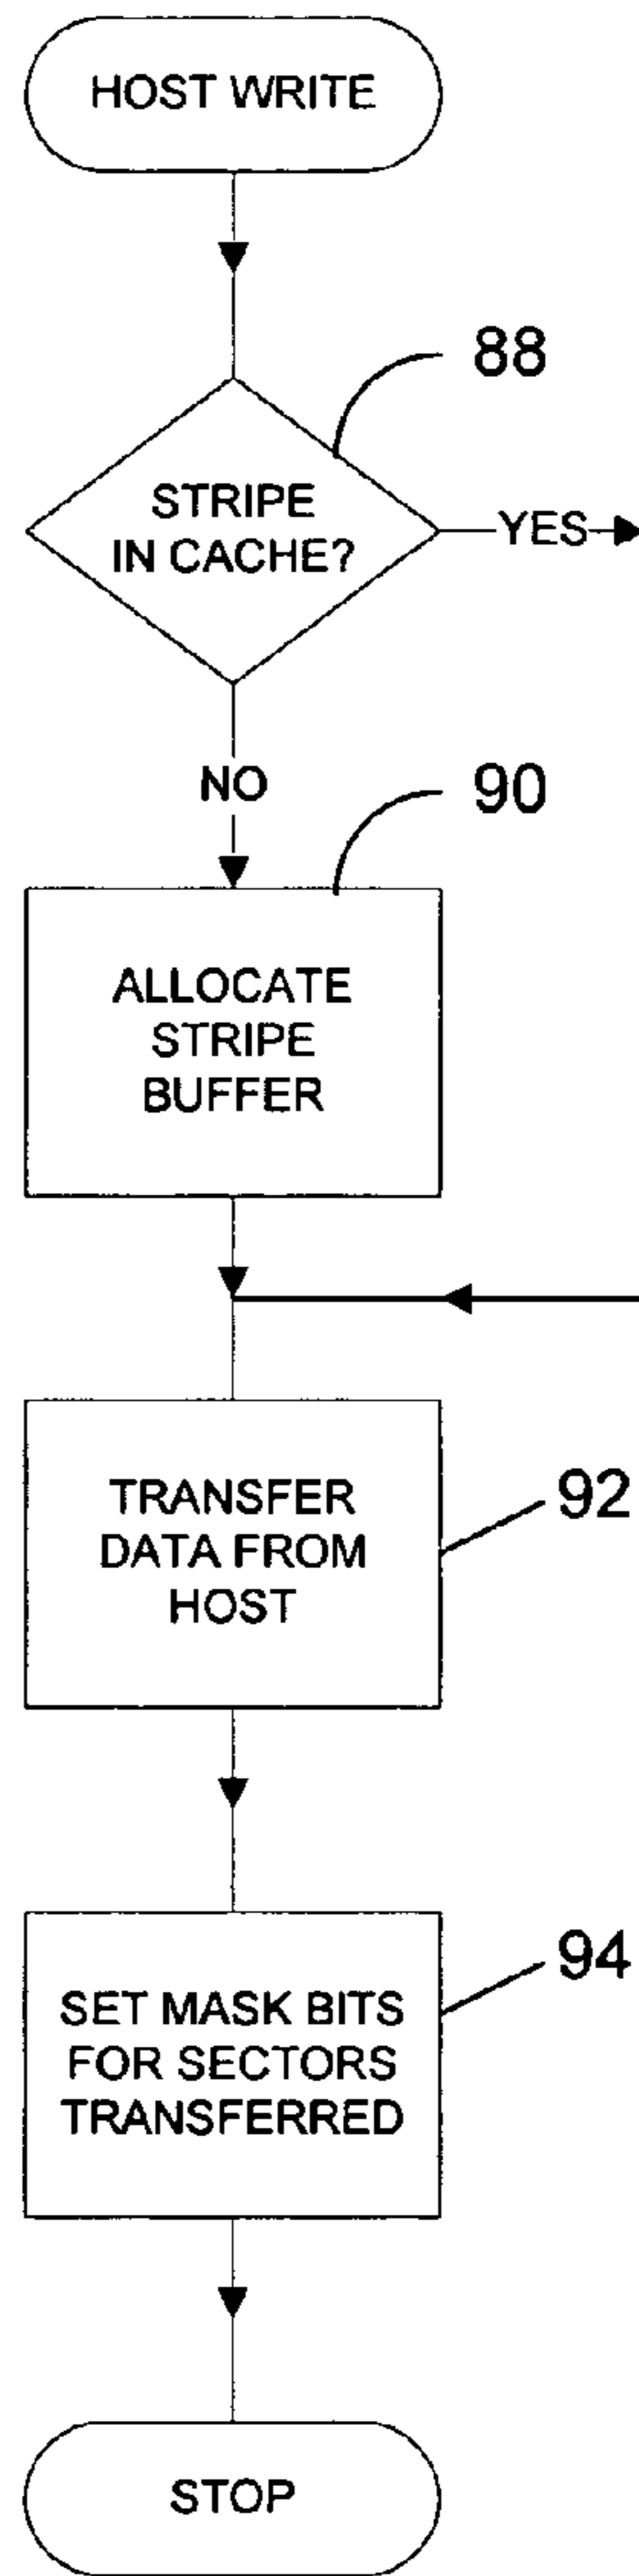 HOST WRITE
88
STRIPE
IN CACHE?
YES
NO
90
ALLOCATE
STRIPE
BUFFER
92
TRANSFER
DATA FROM
HOST
94
SET MASK BITS
FOR SECTORS
TRANSFERRED
STOP